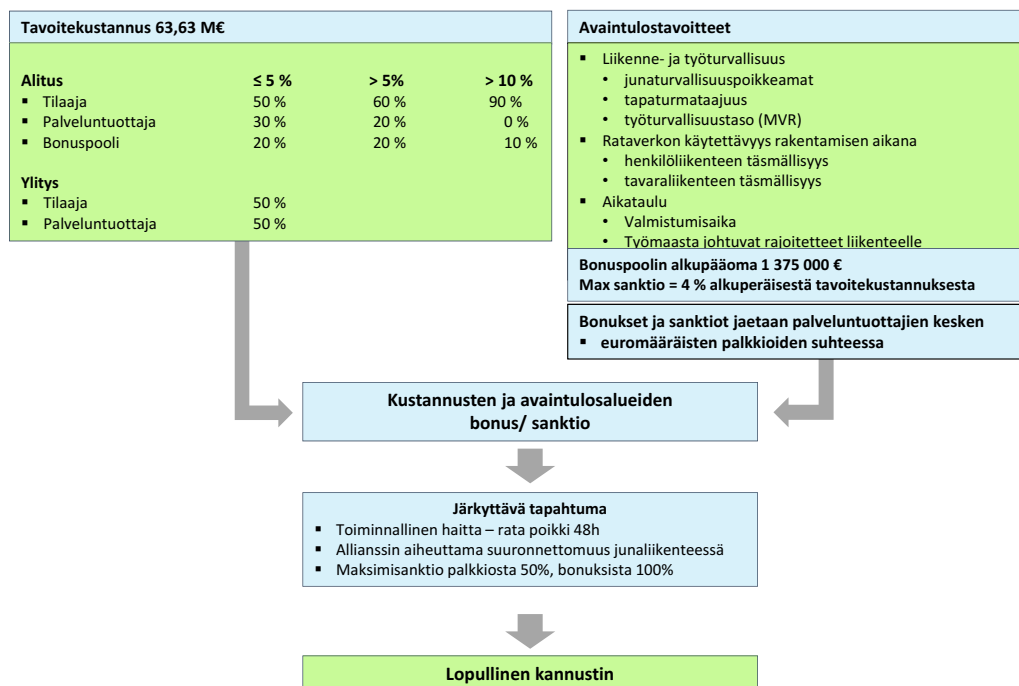 Tavoitekustannus 63,63 M€
Alitus ≤ 5 % > 5% > 10 %
▪ Tilaaja 50 % 60 % 90 %
▪ Palveluntuottaja 30 % 20 % 0 %
▪ Bonuspooli 20 % 20 % 10 %
Ylitys
▪ Tilaaja 50 %
▪ Palveluntuottaja 50 %
Avaintulostavoitteet
▪ Liikenne- ja työturvallisuus
• junaturvallisuuspoikkeamat
• tapaturmataajuus
• työturvallisuustaso (MVR)
▪ Rataverkon käytettävyys rakentamisen aikana
• henkilöliikenteen täsmällisyys
• tavaraliikenteen täsmällisyys
▪ Aikataulu
• Valmistumisaika
• Työmaasta johtuvat rajoitetteet liikenteelle
Bonuspoolin alkupääoma 1 375 000 €
Max sanktio = 4 % alkuperäisestä tavoitekustannuksesta
Bonukset ja sanktiot jaetaan palveluntuottajien kesken
▪ euromääräisten palkkioiden suhteessa
Kustannusten ja avaintulosalueiden
bonus/ sanktio
Järkyttävä tapahtuma
▪ Toiminnallinen haitta – rata poikki 48h
▪ Allianssin aiheuttama suuronnettomuus junaliikenteessä
▪ Maksimisanktio palkkiosta 50%, bonuksista 100%
Lopullinen kannustin